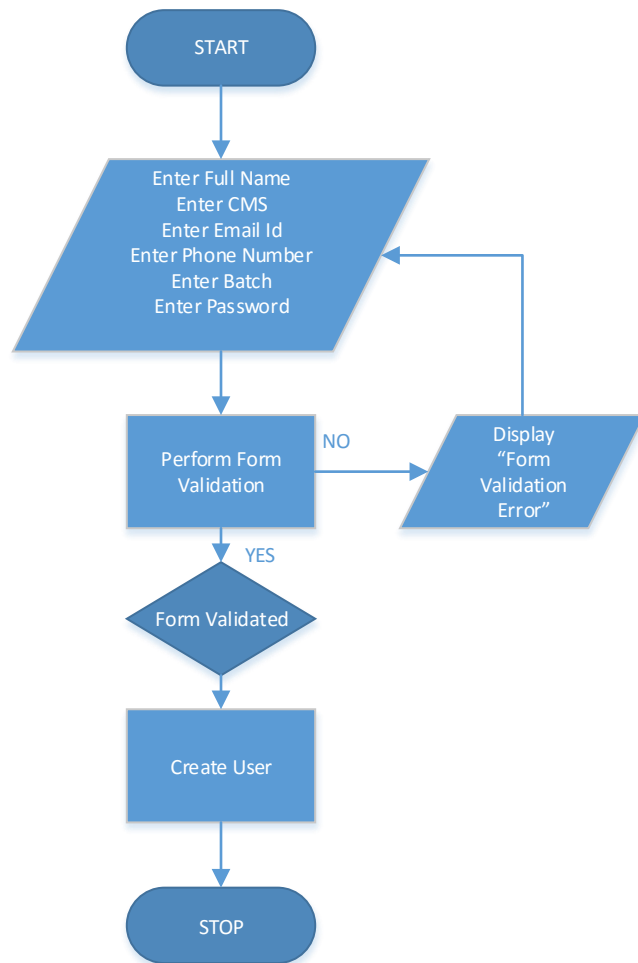 START
Enter Full Name
Enter CMS
Enter Email Id
Enter Phone Number
Enter Batch
Enter Password
Perform Form
Validation
NO
Display
“Form
Validation
Error”
YES
Form Validated
Create User
STOP